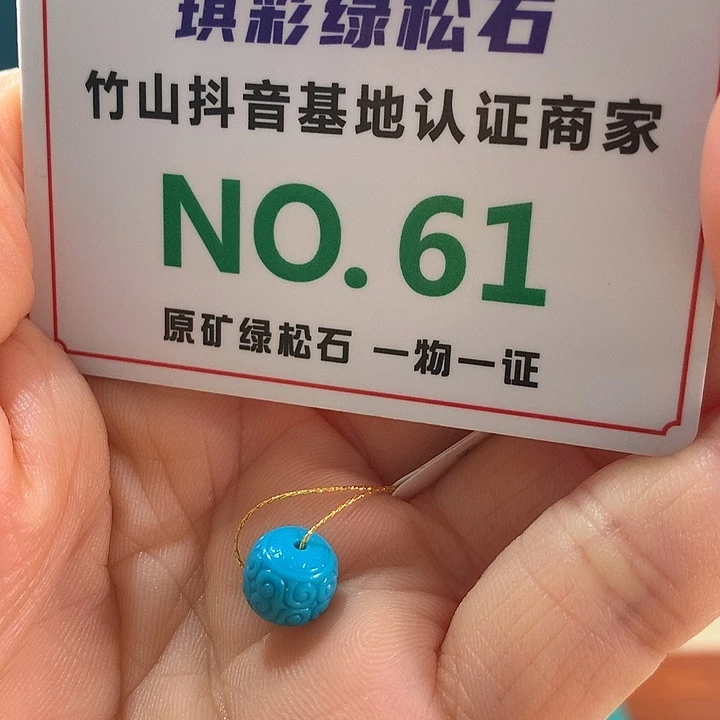 琪彩绿松石
竹山抖音基地认证商家
NO.61
原矿绿松石 一物一证